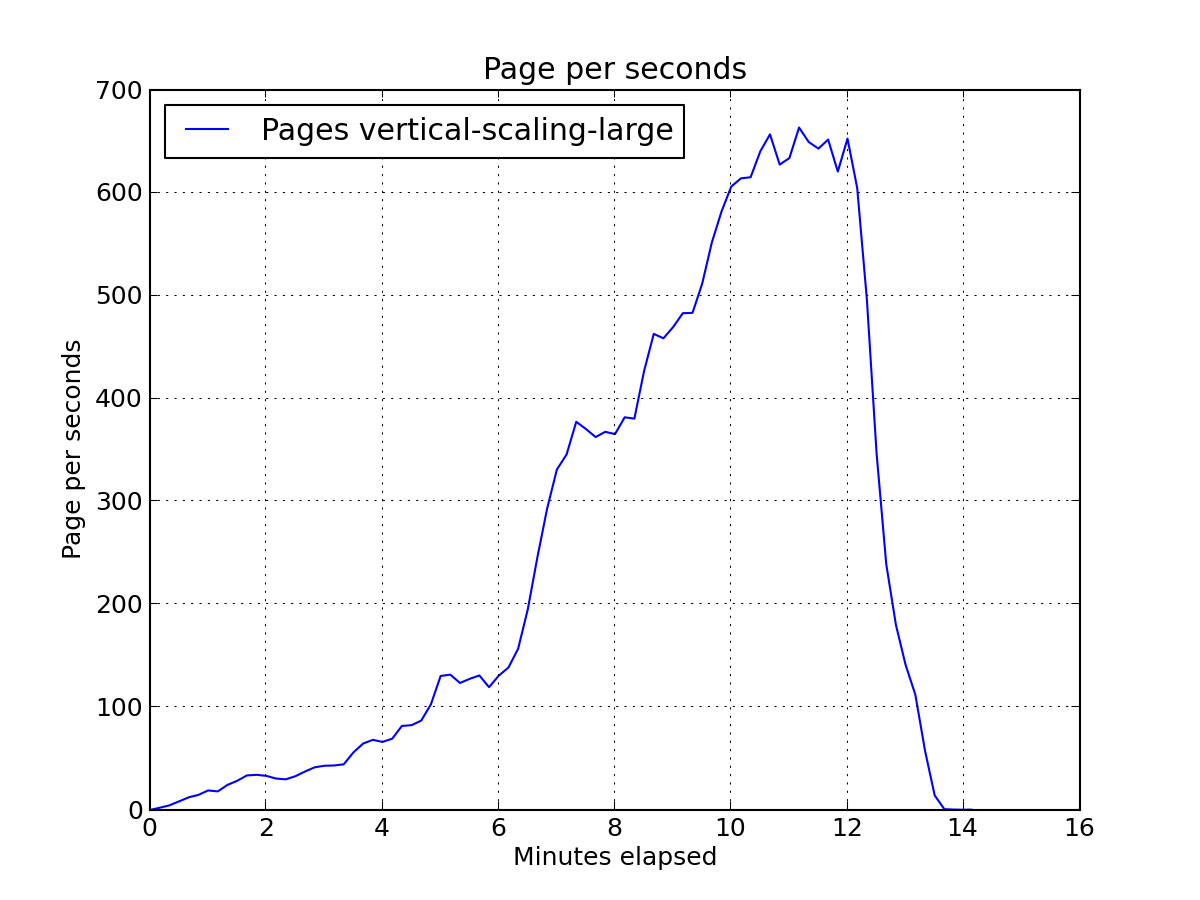 Page per seconds
Pages vertical-scaling-large
Page per seconds
700
600
500
400
300
200
100
0
0 2 4 6 8 10 12 14 16
Minutes elapsed